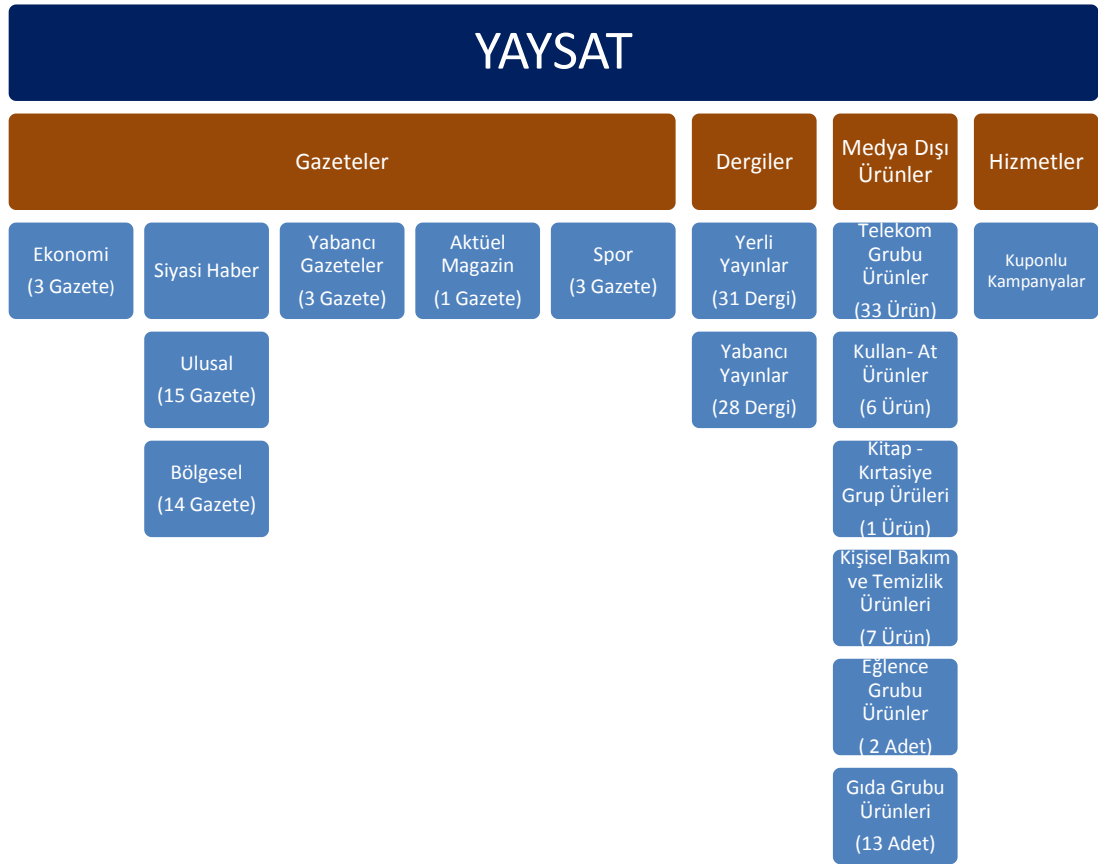 YAYSAT
Gazeteler
Dergiler
Medya Dışı
Ürünler
Hizmetler
Ekonomi
(3 Gazete)
Siyasi Haber
Yabancı
Gazeteler
(3 Gazete)
Aktüel
Magazin
(1 Gazete)
Spor
(3 Gazete)
Yerli
Yayınlar
(31 Dergi)
Telekom
Grubu
Ürünler
(33 Ürün)
Kuponlu
Kampanyalar
Ulusal
(15 Gazete)
Yabancı
Yayınlar
(28 Dergi)
Kullan- At
Ürünler
(6 Ürün)
Bölgesel
(14 Gazete)
Kitap -
Kırtasiye
Grup Ürüleri
(1 Ürün)
Kişisel Bakım
ve Temizlik
Ürünleri
(7 Ürün)
Eğlence
Grubu
Ürünler
( 2 Adet)
Gıda Grubu
Ürünleri
(13 Adet)